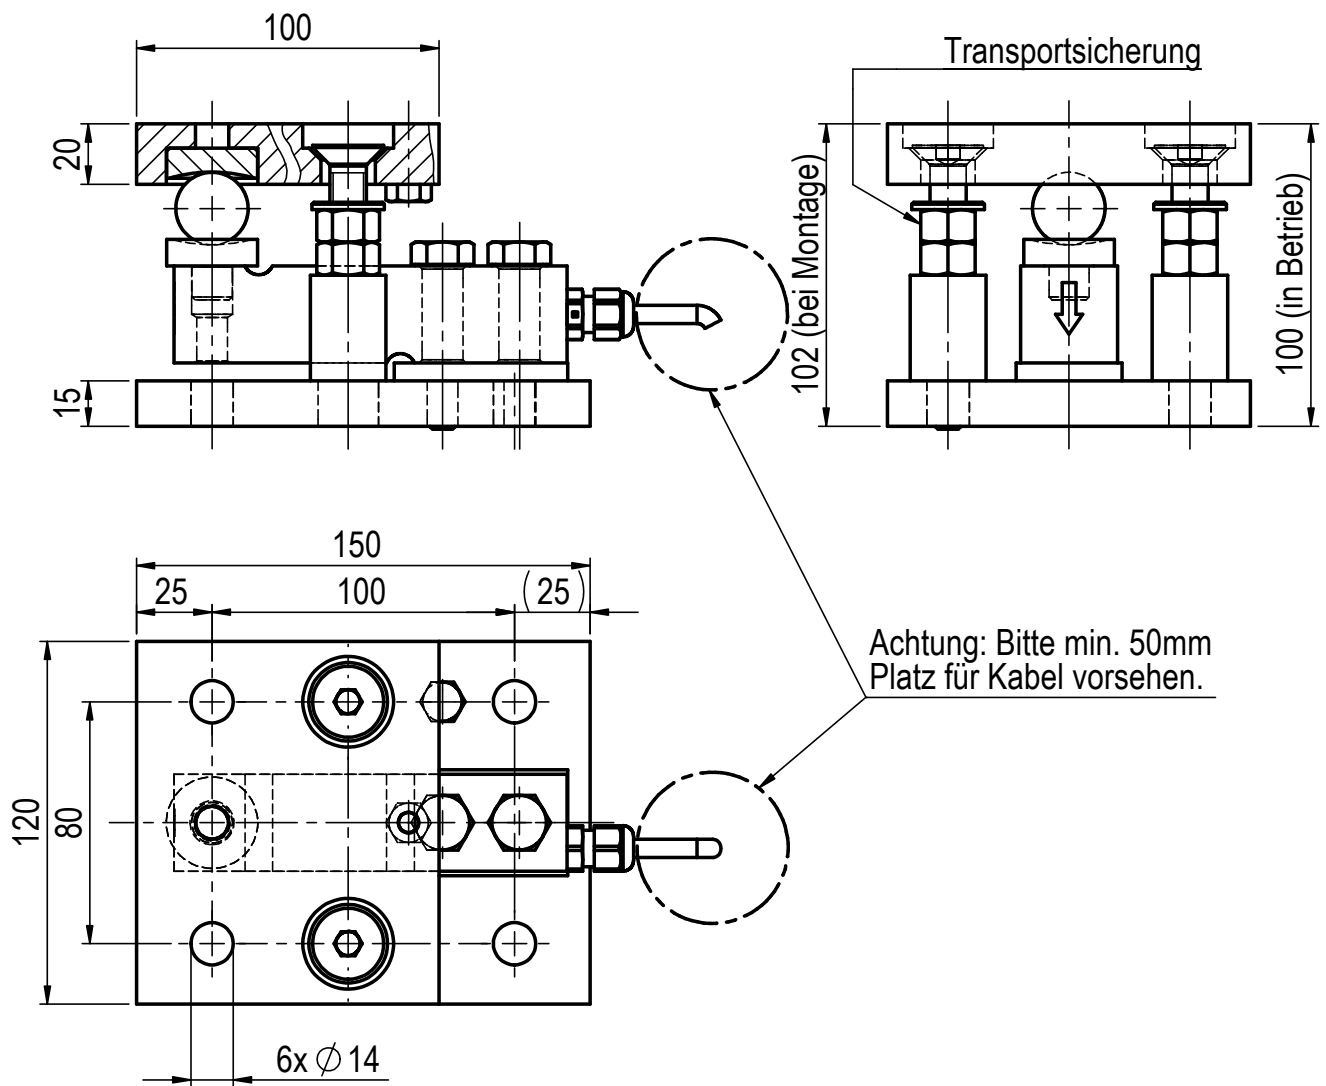 100
20
15
Transportsicherung
102 (bei Montage)
100 (in Betrieb)
150
25
100
(25)
120
80
6x ∅ 14
Achtung: Bitte min. 50mm
Platz für Kabel vorsehen.